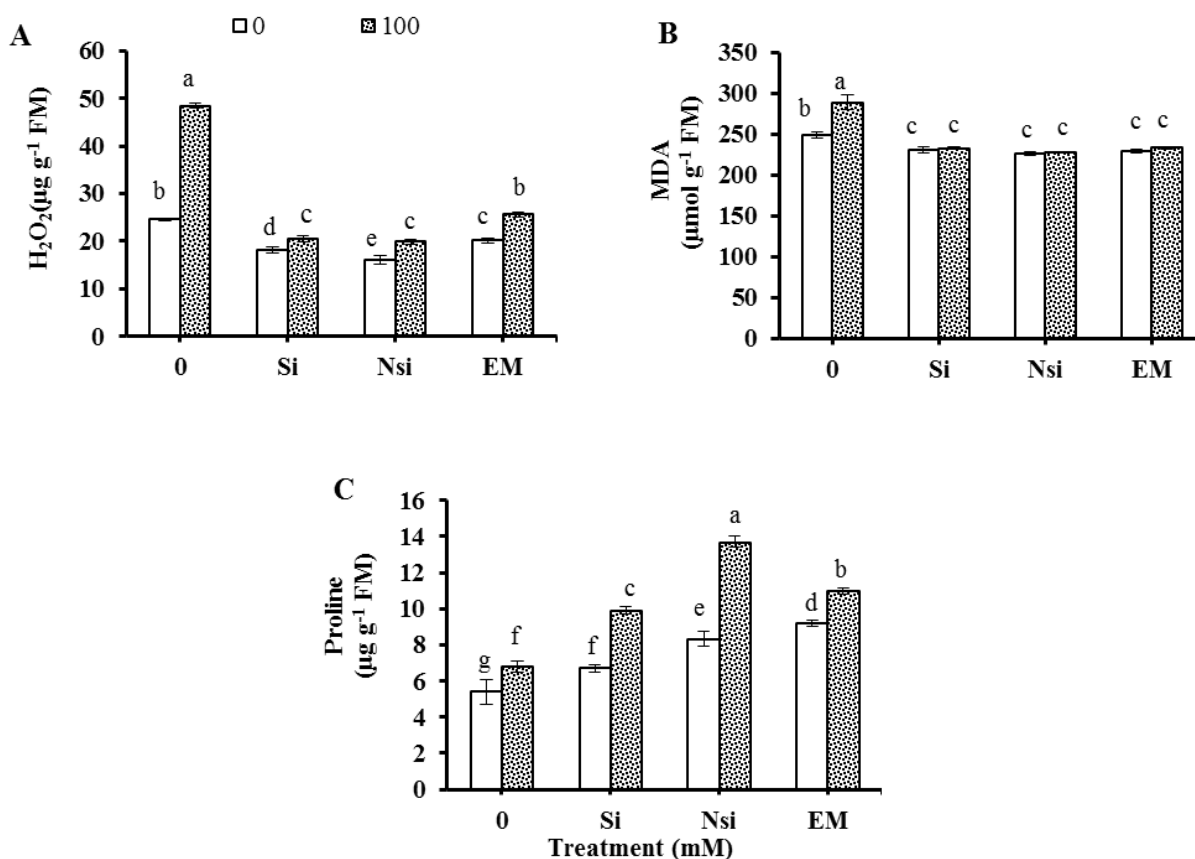 A
0
100
H₂O₂(µg g⁻¹ FM)
60
50
40
30
20
10
0
b
a
d
c
e
c
c
b
0 Si Nsi EM
B
MDA
(µmol g⁻¹ FM)
350
300
250
200
150
100
50
0
b
a
c
c
c
c
c
c
0 Si Nsi EM
C
Proline
(µg g⁻¹ FM)
16
14
12
10
8
6
4
2
0
g
f
f
c
e
a
d
b
0 Si Nsi EM
Treatment (mM)